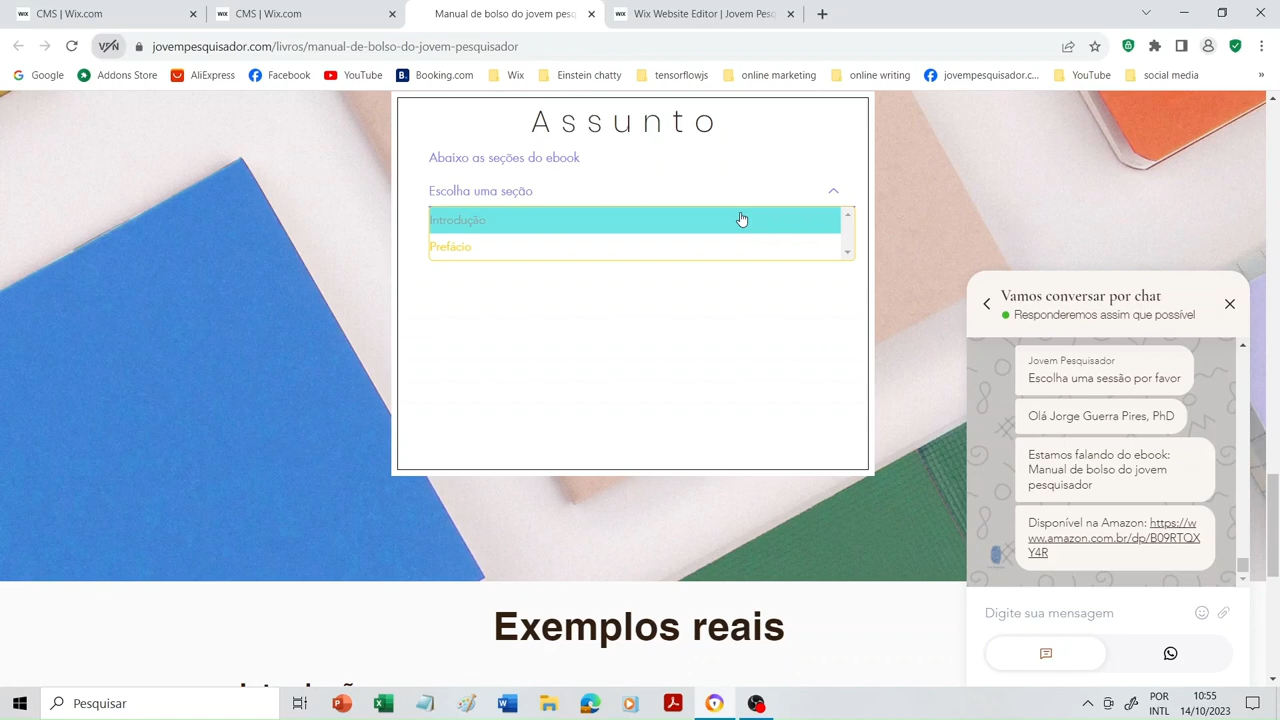 CMS | Wix.com
CMS | Wix.com
Manual de bolso do jovem pesq
Wix Website Editor | Jovem Pesq
WIX
WIX
WIX
VPN
jovempesquisador.com/livros/manual-de-bolso-do-jovem-pesquisador
Google
Addons Store
AliExpress
Facebook
YouTube
B.
Booking.com
Wix
Einstein chatty
tensorflowjs
online marketing
online writing
jovempesquisador.c...
YouTube
social media
»
Assunto
Abaixo as seções do ebook
Escolha uma seção
Introdução
Prefácio
Vamos conversar por chat
Responderemos assim que possível
Jovem Pesquisador
Escolha uma sessão por favor
Olá Jorge Guerra Pires, PhD
Estamos falando do ebook:
Manual de bolso do jovem
pesquisador
Disponível na Amazon: https://w
ww.amazon.com.br/dp/B09RTQX
Y4R
Digite sua mensagem
Exemplos reais
Introdução
Pesquisar
POR
INTL
10:55
14/10/2023